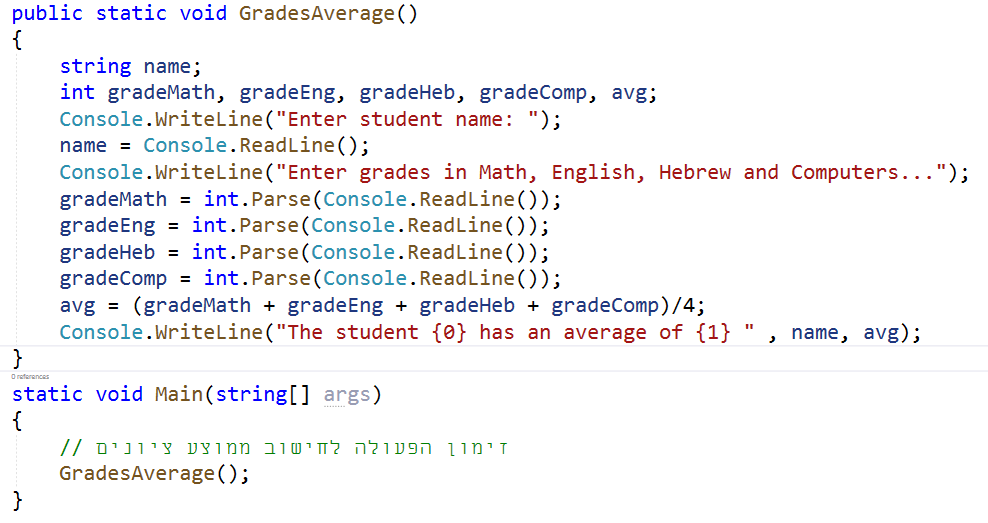 public static void GradesAverage()
{
string name;
int gradeMath, gradeEng, gradeHeb, gradeComp, avg;
Console.WriteLine("Enter student name: ");
name = Console.ReadLine();
Console.WriteLine("Enter grades in Math, English, Hebrew and Computers...");
gradeMath = int.Parse(Console.ReadLine());
gradeEng = int.Parse(Console.ReadLine());
gradeHeb = int.Parse(Console.ReadLine());
gradeComp = int.Parse(Console.ReadLine());
avg = (gradeMath + gradeEng + gradeHeb + gradeComp)/4;
Console.WriteLine("The student {0} has an average of {1} " , name, avg);
}
0 references
static void Main(string[] args)
{
// זימון הפעולה לחישוב ממוצע ציונים
GradesAverage();
}